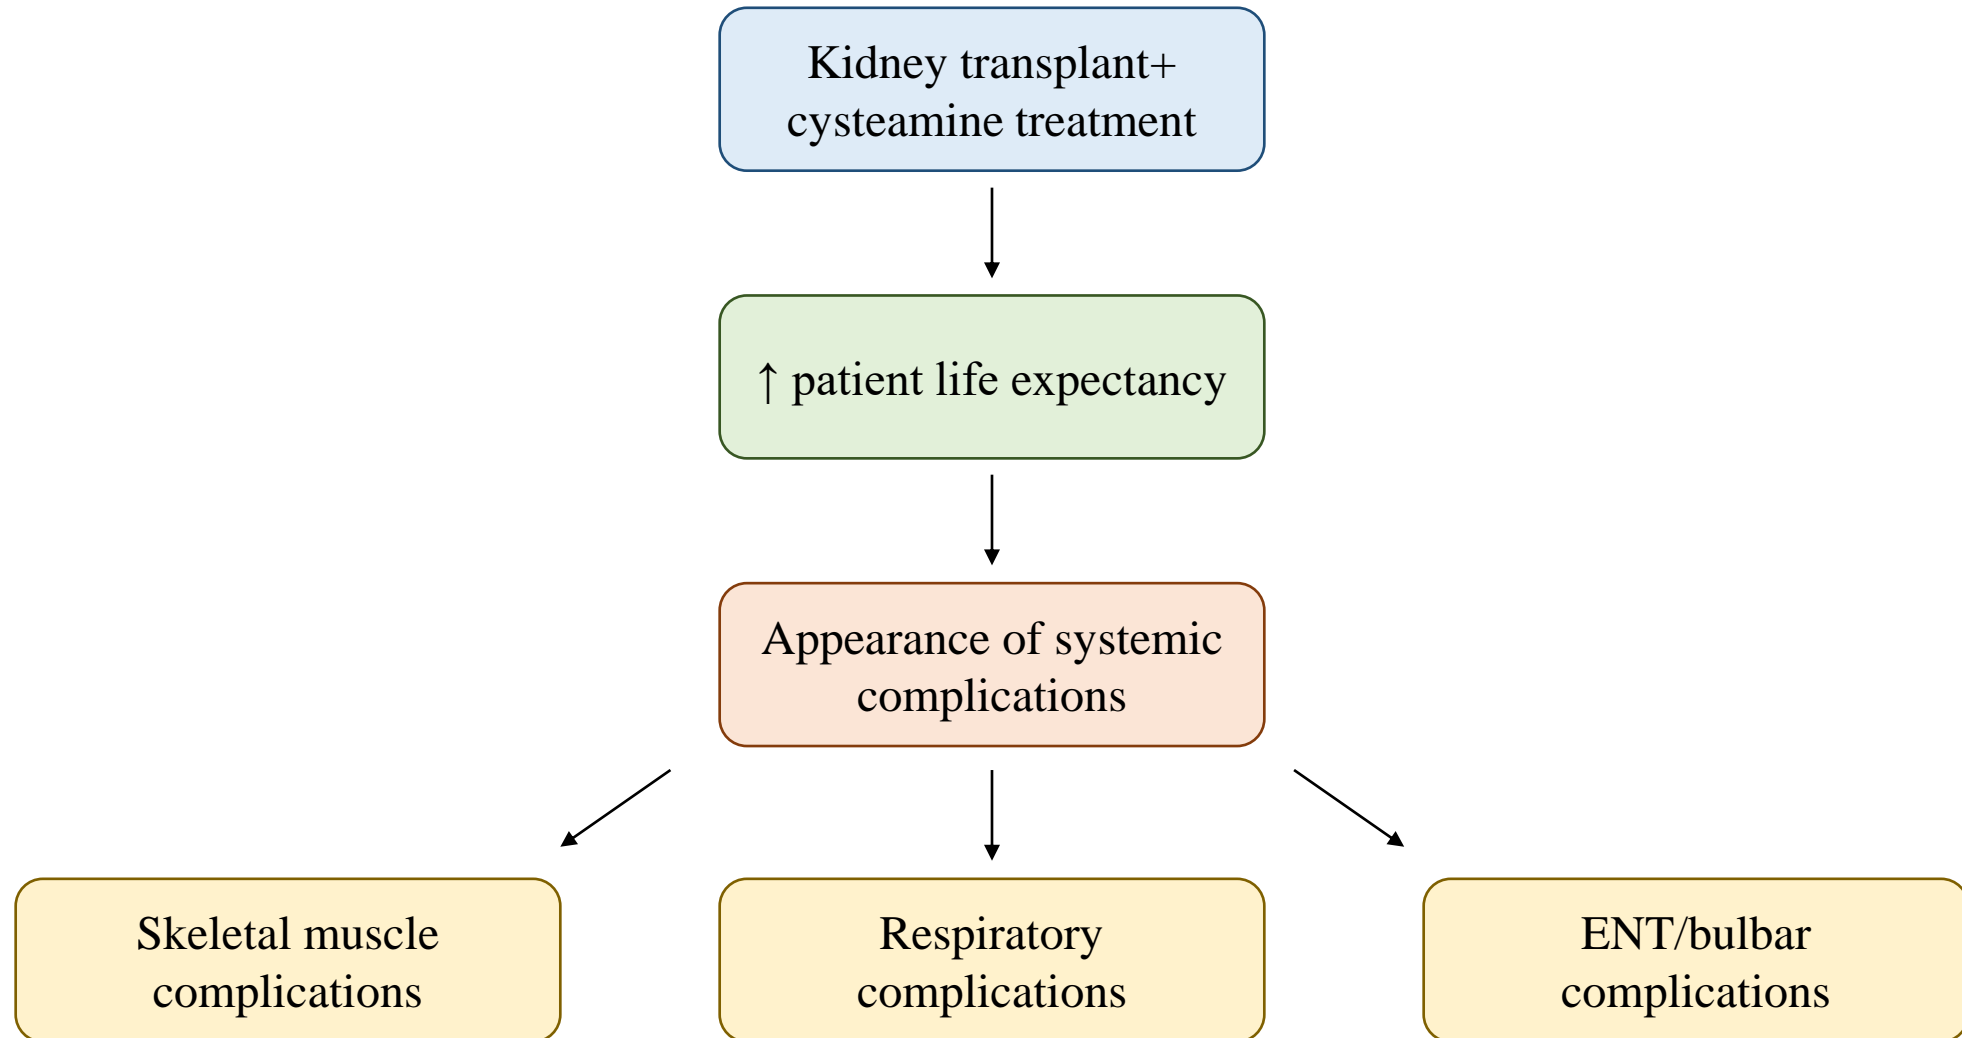 Kidney transplant+
cysteamine treatment
↑ patient life expectancy
Appearance of systemic
complications
Skeletal muscle
complications
Respiratory
complications
ENT/bulbar
complications